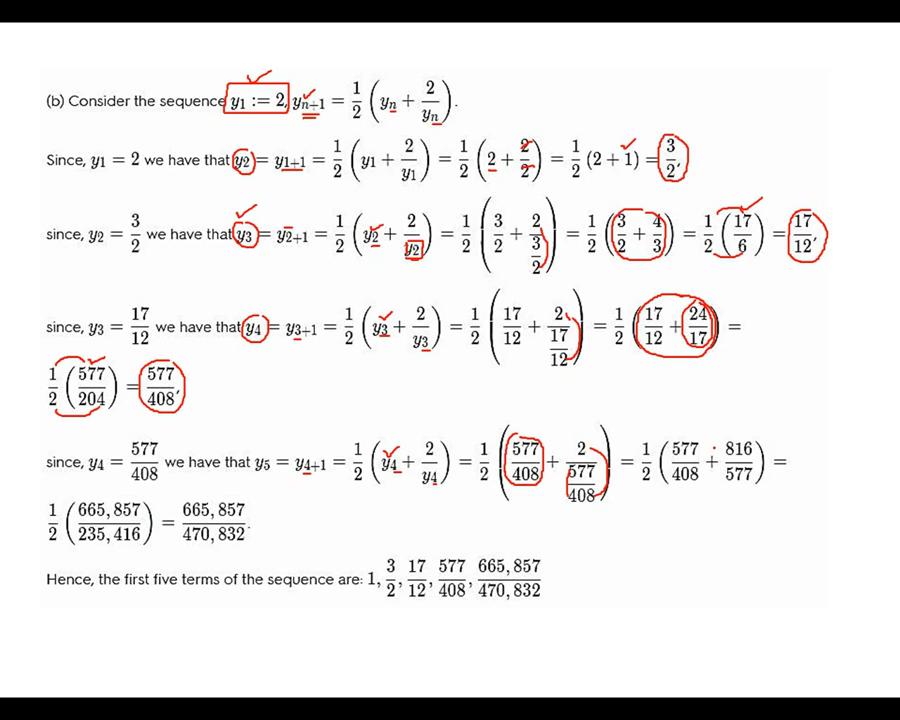 (b) Consider the sequence y₁ := 2, yₙ₊₁ = 1/2 (yₙ + 2/yₙ).
Since, y₁ = 2 we have that y₂ = y₁₊₁ = 1/2 (y₁ + 2/y₁) = 1/2 (2 + 2/2) = 1/2 (2 + 1) = 3/2,
since, y₂ = 3/2 we have that y₃ = y₂₊₁ = 1/2 (y₂ + 2/y₂) = 1/2 (3/2 + 2/(3/2)) = 1/2 (3/2 + 4/3) = 1/2 (17/6) = 17/12,
since, y₃ = 17/12 we have that y₄ = y₃₊₁ = 1/2 (y₃ + 2/y₃) = 1/2 (17/12 + 2/(17/12)) = 1/2 (17/12 + 24/17) =
1/2 (577/204) = 577/408,
since, y₄ = 577/408 we have that y₅ = y₄₊₁ = 1/2 (y₄ + 2/y₄) = 1/2 (577/408 + 2/(577/408)) = 1/2 (577/408 + 816/577) =
1/2 (665,857/235,416) = 665,857/470,832.
Hence, the first five terms of the sequence are: 1, 3/2, 17/12, 577/408, 665,857/470,832